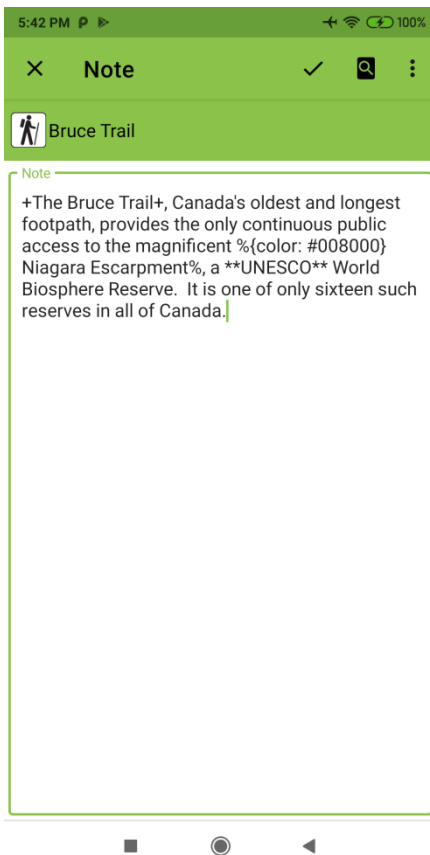 5:42 PM P 100%
Note
Bruce Trail
Note
+The Bruce Trail+, Canada's oldest and longest
footpath, provides the only continuous public
access to the magnificent %{color: #008000}
Niagara Escarpment%, a **UNESCO** World
Biosphere Reserve.  It is one of only sixteen such
reserves in all of Canada.